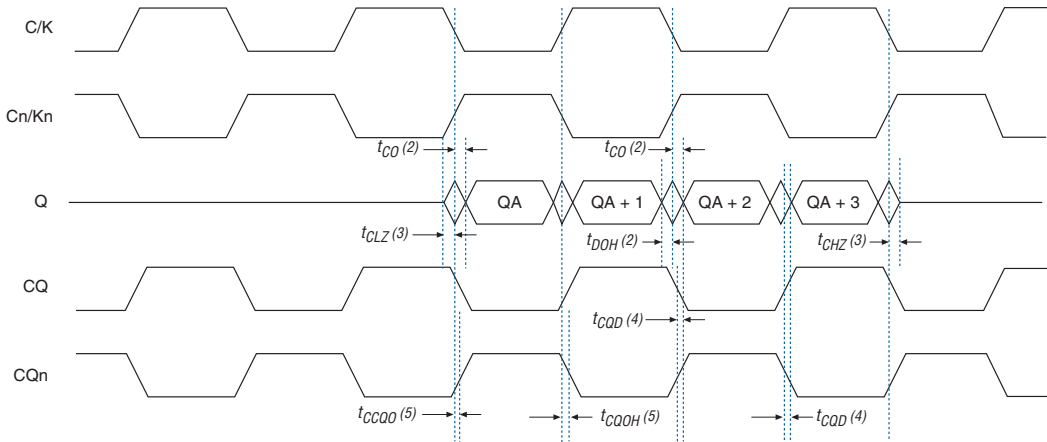 C/K
Cn/Kn
tCO (2)
tCO (2)
Q
QA
QA + 1
QA + 2
QA + 3
tCLZ (3)
tDOH (2)
tCHZ (3)
CQ
tCQD (4)
CQn
tCCQO (5)
tCQOH (5)
tCQD (4)